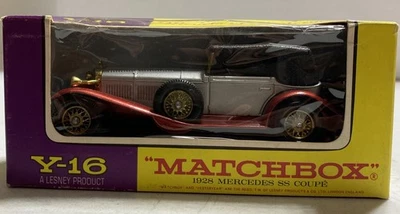 Y-16
A LESNEY PRODUCT
"MATCHBOX"®
1928 MERCEDES SS COUPÉ